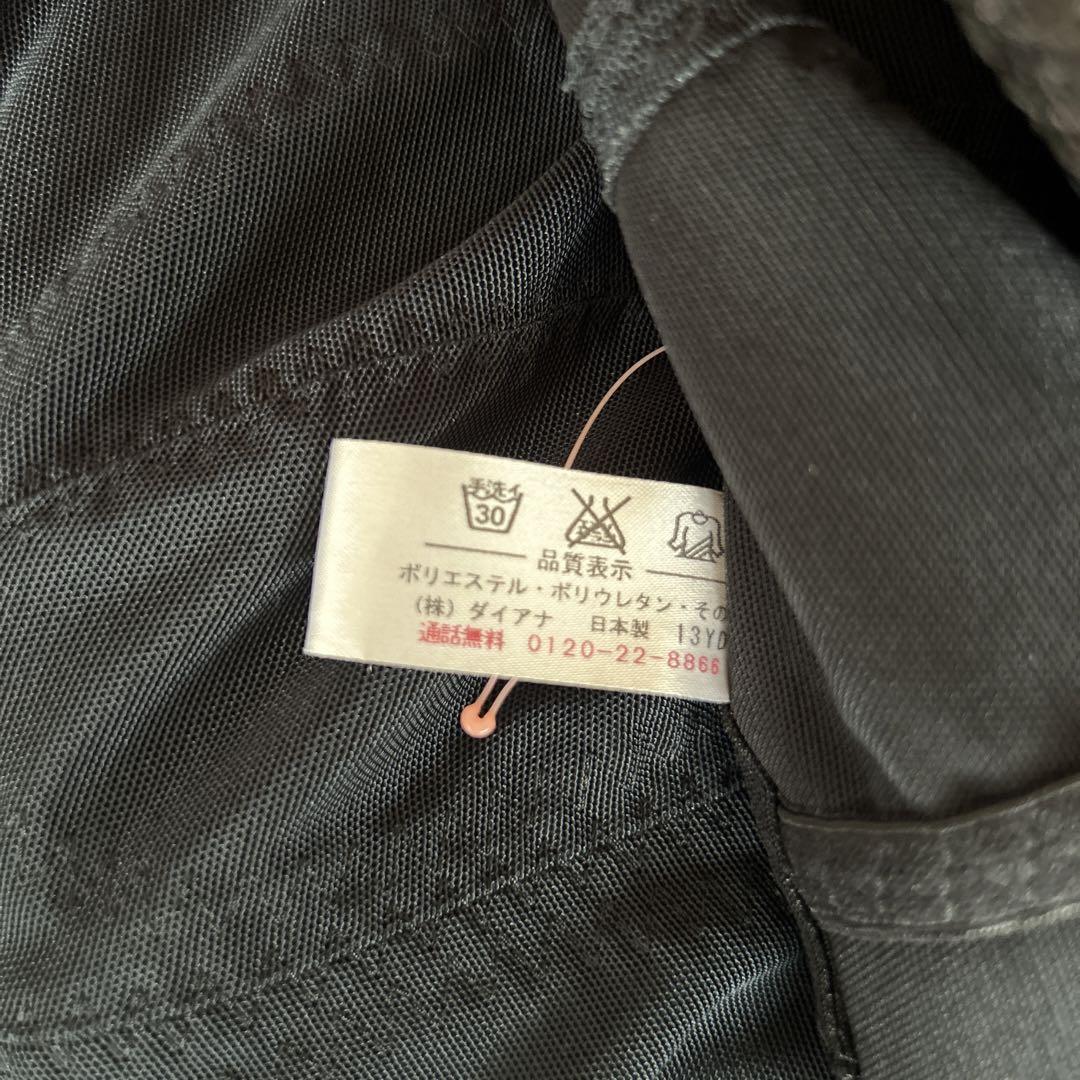 手洗イ
30
品質表示
ポリエステル・ポリウレタン・その
(株) ダイアナ 日本製 13YD
通話無料 0120-22-8866